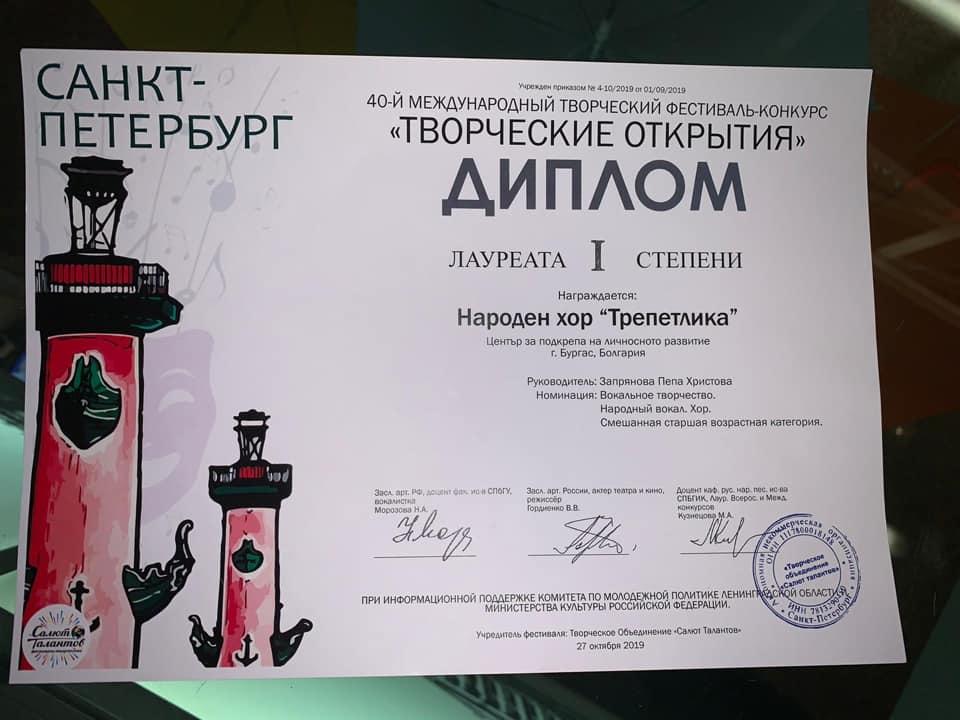 САНКТ-
ПЕТЕРБУРГ
Учрежден приказом № 4-10/2019 от 01/09/2019
40-Й МЕЖДУНАРОДНЫЙ ТВОРЧЕСКИЙ ФЕСТИВАЛЬ-КОНКУРС
«ТВОРЧЕСКИЕ ОТКРЫТИЯ»
ДИПЛОМ
ЛАУРЕАТА I СТЕПЕНИ
Награждается:
Народен хор “Трепетлика”
Център за подкрепа на личносното развитие
г. Бургас, Болгария
Руководитель: Запрянова Пепа Христова
Номинация: Вокальное творчество.
Народный вокал. Хор.
Смешанная старшая возрастная категория.
Засл. арт. РФ, доцент фак. ис-в СПбГУ,
вокалистка
Морозова Н.А.
Засл. арт. России, актер театра и кино,
режиссёр
Гордиенко В.В.
Доцент каф. рус. нар. пес. ис-ва
СПБГИК, Лаур. Всерос. и Межд.
конкурсов
Кузнецова М.А.
ПРИ ИНФОРМАЦИОННОЙ ПОДДЕРЖКЕ КОМИТЕТА ПО МОЛОДЕЖНОЙ ПОЛИТИКЕ ЛЕНИНГРАДСКОЙ ОБЛАСТИ,
МИНИСТЕРСТВА КУЛЬТУРЫ РОССИЙСКОЙ ФЕДЕРАЦИИ.
Учредитель фестиваля: Творческое Объединение «Салют Талантов»
27 октября 2019
Салют
Талантов
некоммерческая организация
«Творческое
объединение
«Салют талантов»
Санкт-Петербург